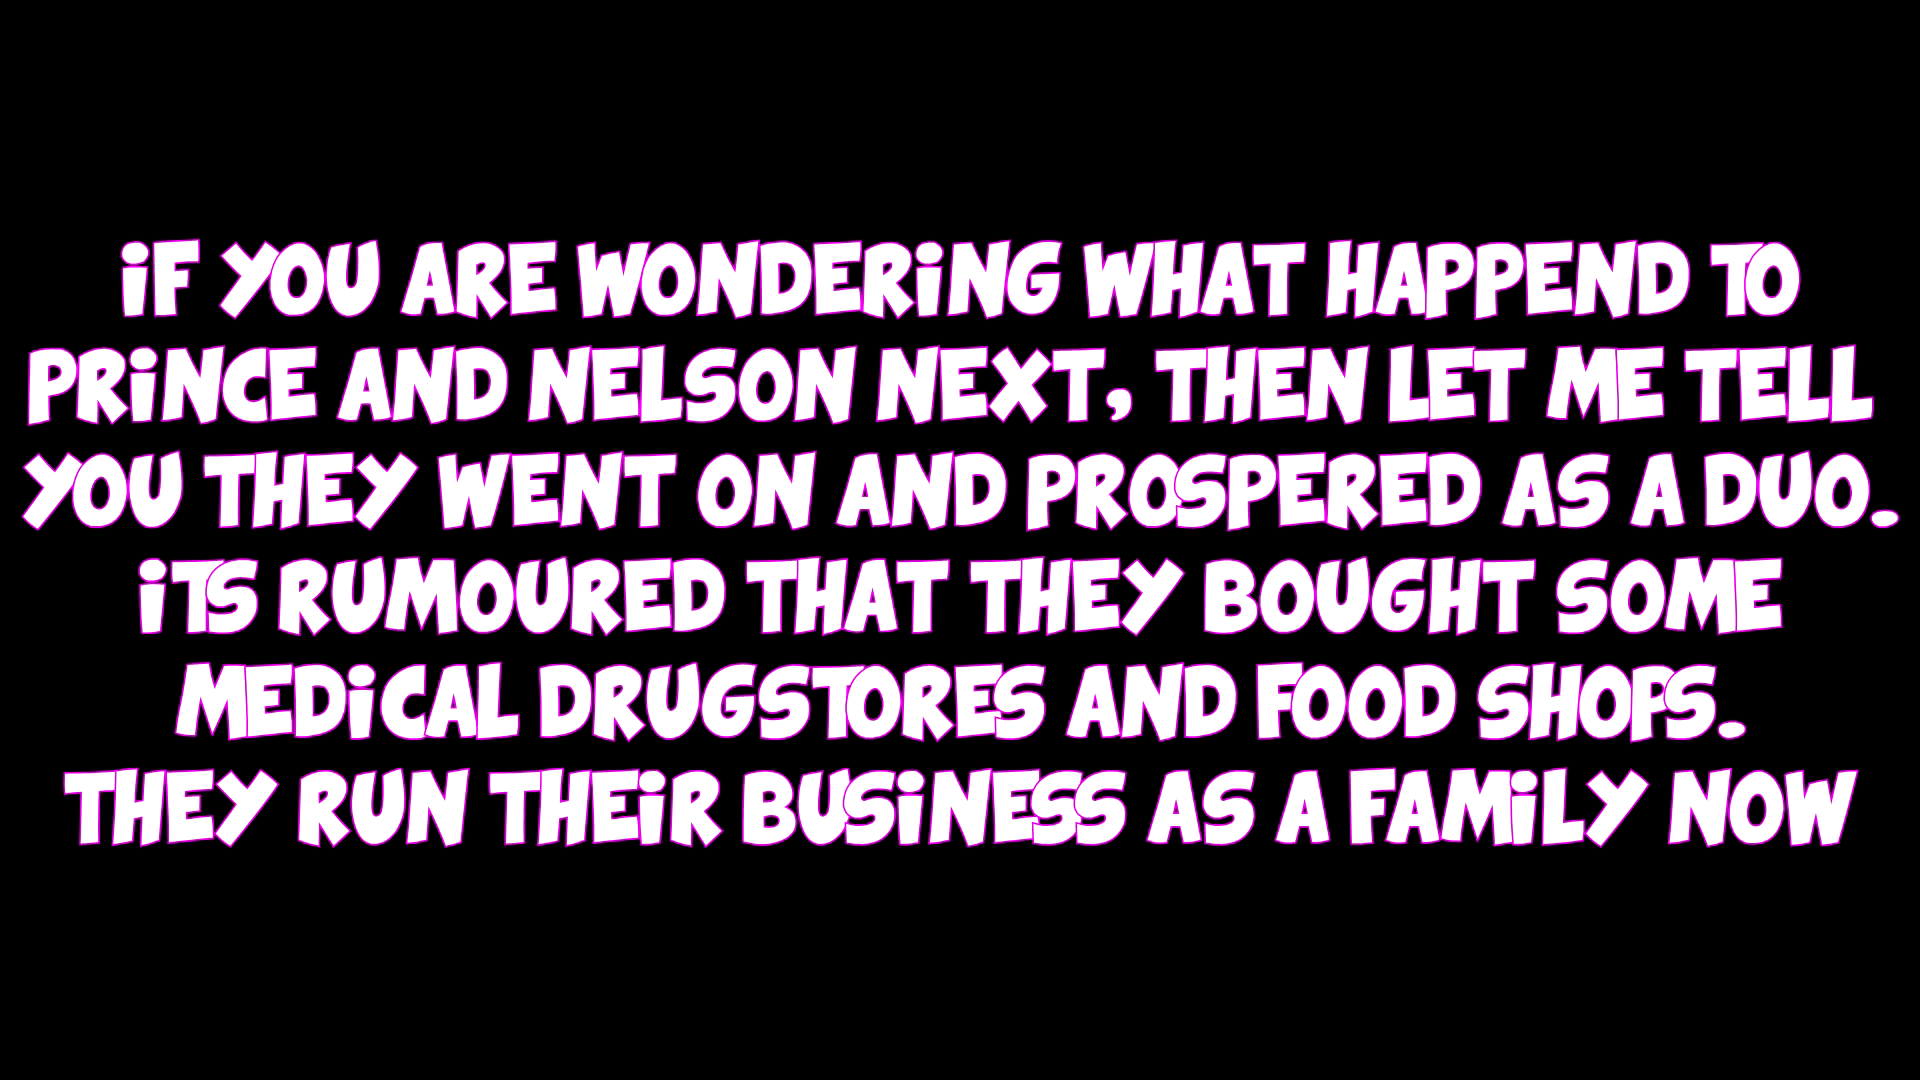 iF YOU ARE WONDERiNG WHAT HAPPEND TO
PRiNCE AND NELSON NEXT, THEN LET ME TELL
YOU THEY WENT ON AND PROSPERED AS A DUO.
iTS RUMOURED THAT THEY BOUGHT SOME
MEDiCAL DRUGSTORES AND FOOD SHOPS.
THEY RUN THEiR BUSiNESS AS A FAMiLY NOW